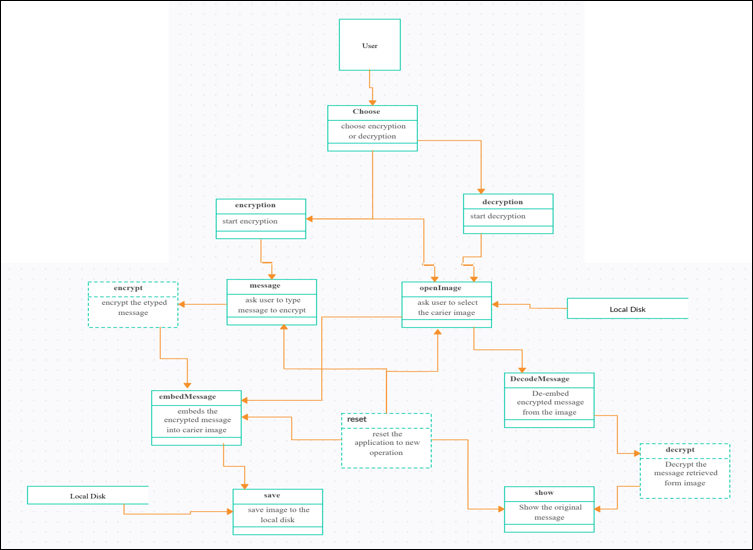 User
Choose
choose encryption
or decryption
encryption
start encryption
decryption
start decryption
encrypt
encrypt the etyped
message
message
ask user to type
message to encrypt
openImage
ask user to select
the carier image
Local Disk
embedMessage
embeds the
encrypted message
into carier image
reset
reset the
application to new
operation
DecodeMessage
De-embed
encrypted message
from the image
decrypt
Decrypt the
message retrieved
form image
Local Disk
save
save image to the
local disk
show
Show the original
message